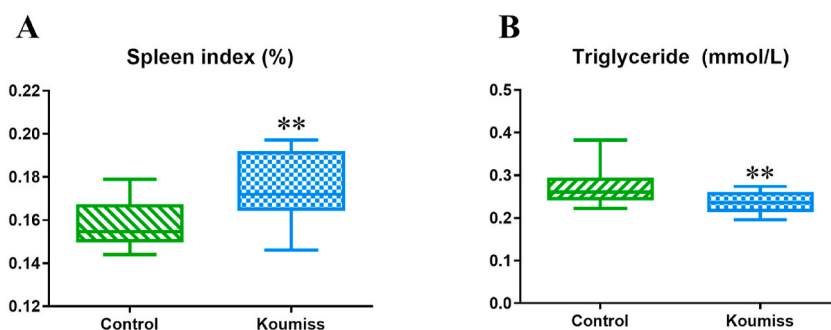 A
Spleen index (%)
0.22
0.20
0.18
0.16
0.14
0.12
**
Control
Koumiss
B
Triglyceride (mmol/L)
0.5
0.4
0.3
0.2
0.1
0.0
**
Control
Koumiss